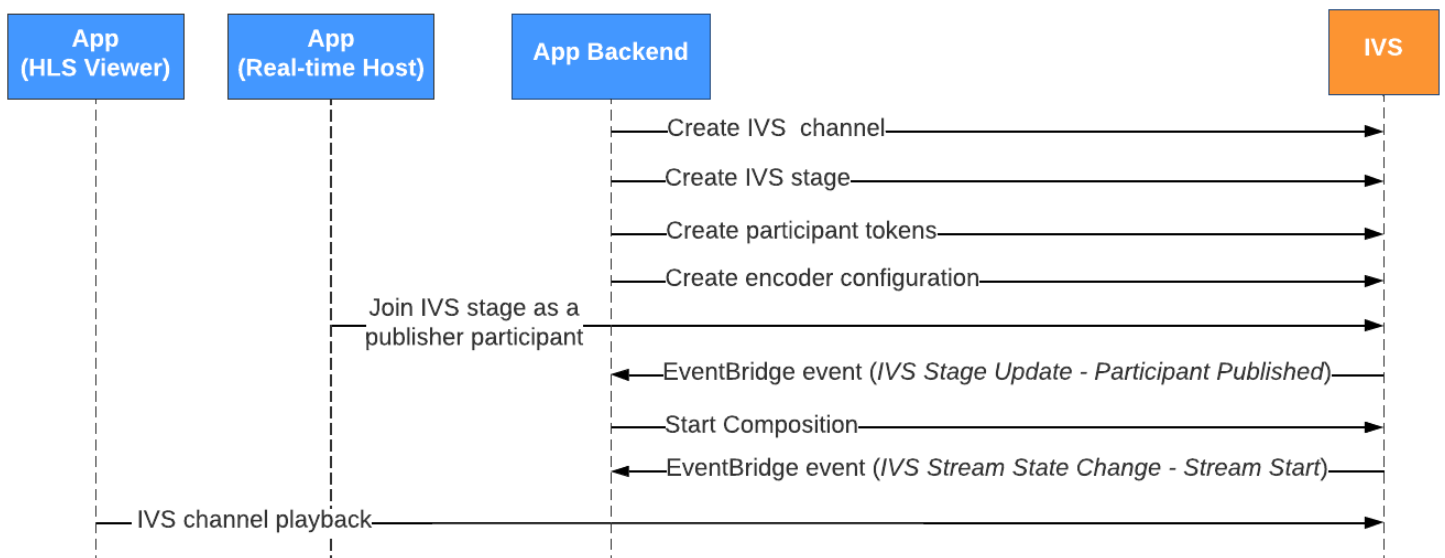 App
(HLS Viewer)
App
(Real-time Host)
App Backend
IVS
Create IVS channel
Create IVS stage
Create participant tokens
Create encoder configuration
Join IVS stage as a
publisher participant
EventBridge event (IVS Stage Update - Participant Published)
Start Composition
EventBridge event (IVS Stream State Change - Stream Start)
IVS channel playback